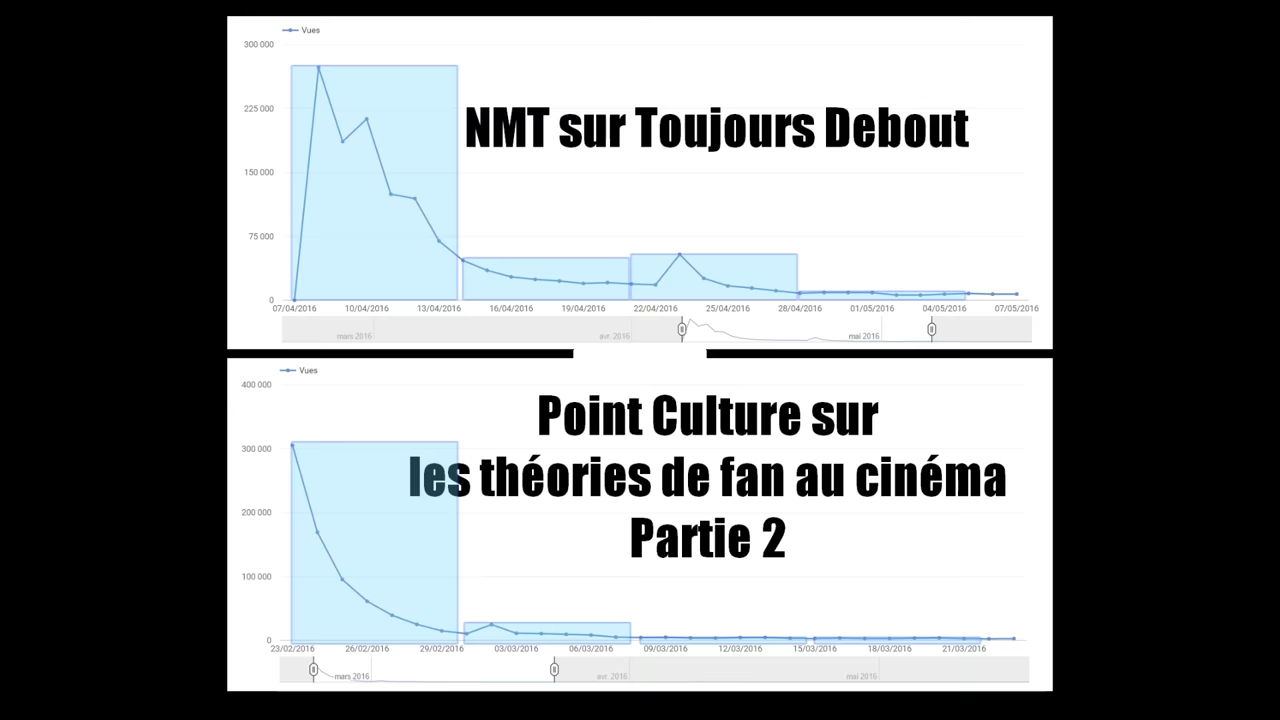 Vues
300 000
225 000
150 000
75 000
0
NMT sur Toujours Debout
07/04/2016 10/04/2016 13/04/2016 16/04/2016 19/04/2016 22/04/2016 25/04/2016 28/04/2016 01/05/2016 04/05/2016 07/05/2016
mars 2016 avr. 2016 mai 2016
Vues
400 000
300 000
200 000
100 000
0
Point Culture sur
les théories de fan au cinéma
Partie 2
23/02/2016 26/02/2016 29/02/2016 03/03/2016 06/03/2016 09/03/2016 12/03/2016 15/03/2016 18/03/2016 21/03/2016
mars 2016 avr. 2016 mai 2016